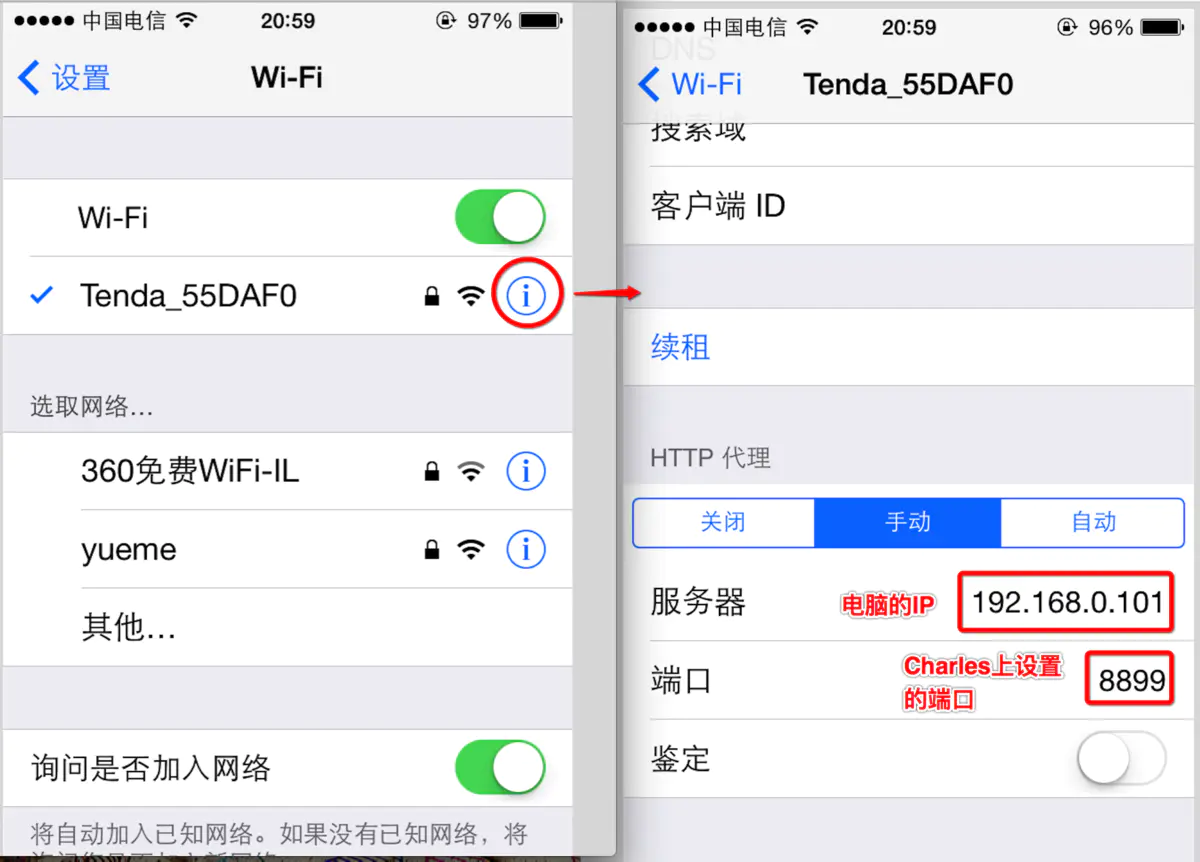 中国电信
20:59
97%
设置
Wi-Fi
Wi-Fi
Tenda_55DAF0
选取网络...
360免费WiFi-IL
yueme
其他...
询问是否加入网络
将自动加入已知网络。如果没有已知网络，将
中国电信
20:59
96%
DNS
Wi-Fi
Tenda_55DAF0
搜索域
客户端 ID
续租
HTTP 代理
关闭
手动
自动
服务器
电脑的IP
192.168.0.101
端口
Charles上设置
的端口
8899
鉴定